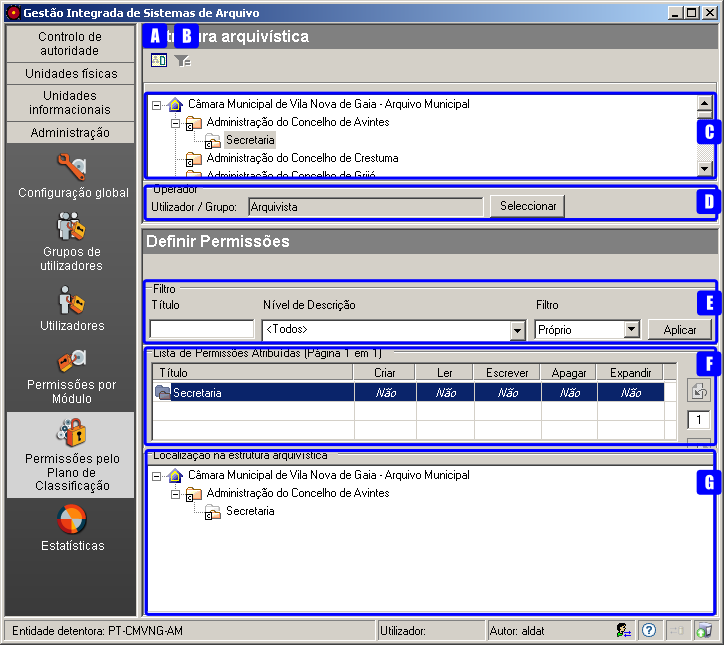 Gestão Integrada de Sistemas de Arquivo
Controlo de
autoridade
Unidades físicas
Unidades
informacionais
Administração
Configuração global
Grupos de
utilizadores
Utilizadores
Permissões por
Módulo
Permissões pelo
Plano de
Classificação
Estatísticas
A B utura arquivística
C
Câmara Municipal de Vila Nova de Gaia - Arquivo Municipal
Administração do Concelho de Avintes
Secretaria
Administração do Concelho de Crestuma
Administração do Concelho de Grijó
D
Operador
Utilizador / Grupo: Arquivista Seleccionar
Definir Permissões
E
Filtro
Título Nível de Descrição Filtro
<Todos> Próprio Aplicar
F
Lista de Permissões Atribuídas (Página 1 em 1)
Título Criar Ler Escrever Apagar Expandir
Secretaria Não Não Não Não Não
1
G
Localização na estrutura arquivística
Câmara Municipal de Vila Nova de Gaia - Arquivo Municipal
Administração do Concelho de Avintes
Secretaria
Entidade detentora: PT-CMVNG-AM Utilizador: Autor: aldat